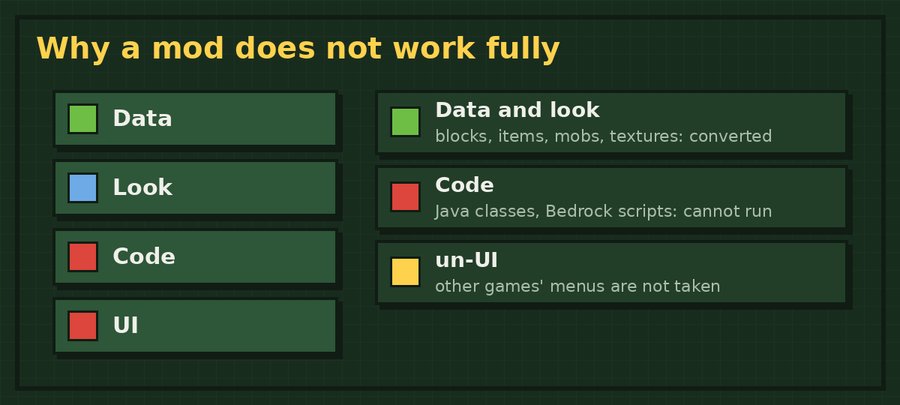 Why a mod does not work fully
Data
Look
Code
UI
Data and look
blocks, items, mobs, textures: converted
Code
Java classes, Bedrock scripts: cannot run
un-UI
other games' menus are not taken